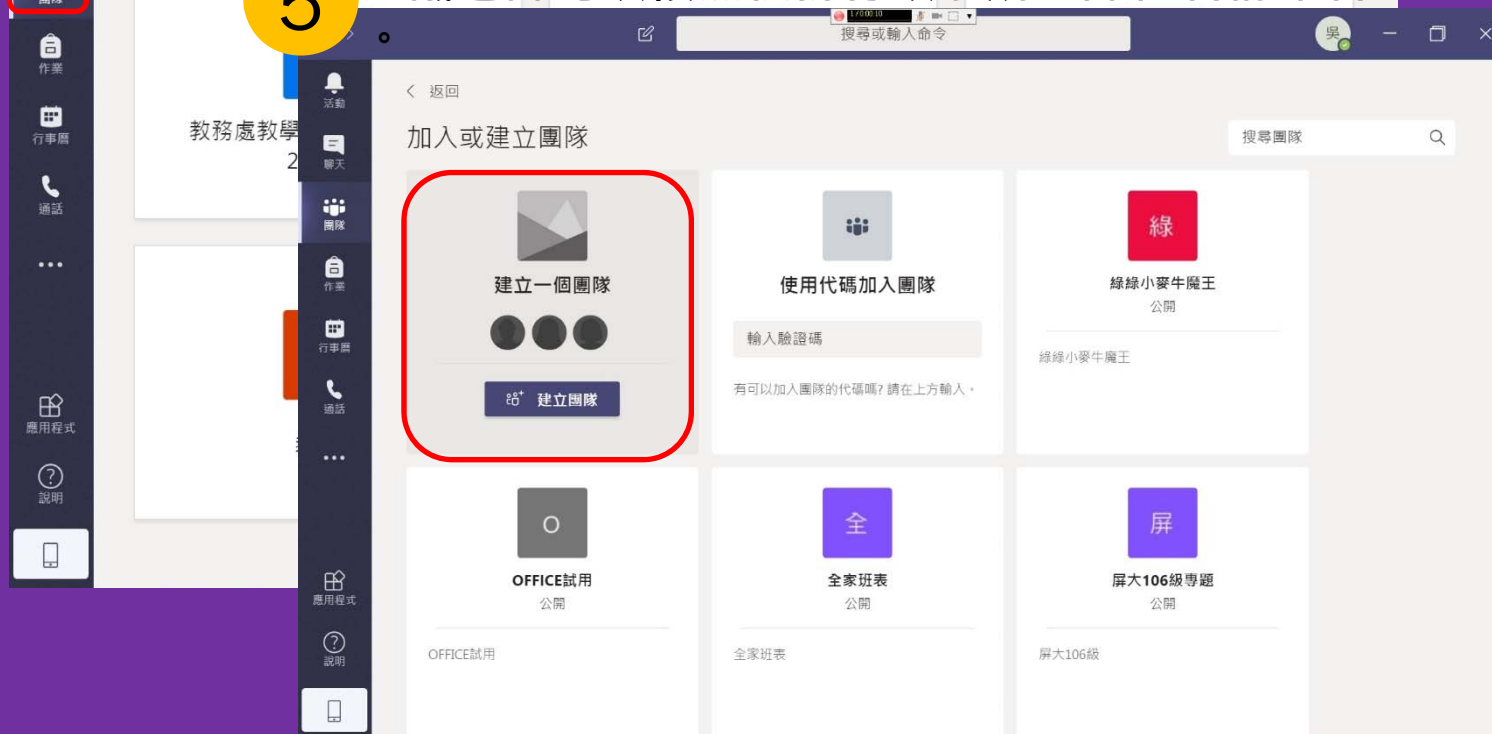 團隊
作業
行事曆
通話
應用程式
說明
教務處教學
2
5
。
搜尋或輸入命令
吳
活動
聊天
團隊
作業
行事曆
通話
應用程式
說明
返回
加入或建立團隊
搜尋團隊
建立一個團隊
建立團隊
使用代碼加入團隊
輸入驗證碼
有可以加入團隊的代碼嗎? 請在上方輸入。
綠
綠綠小麥牛魔王
公開
綠綠小麥牛魔王
O
OFFICE試用
公開
OFFICE試用
全
全家班表
公開
全家班表
屏
屏大106級專題
公開
屏大106級